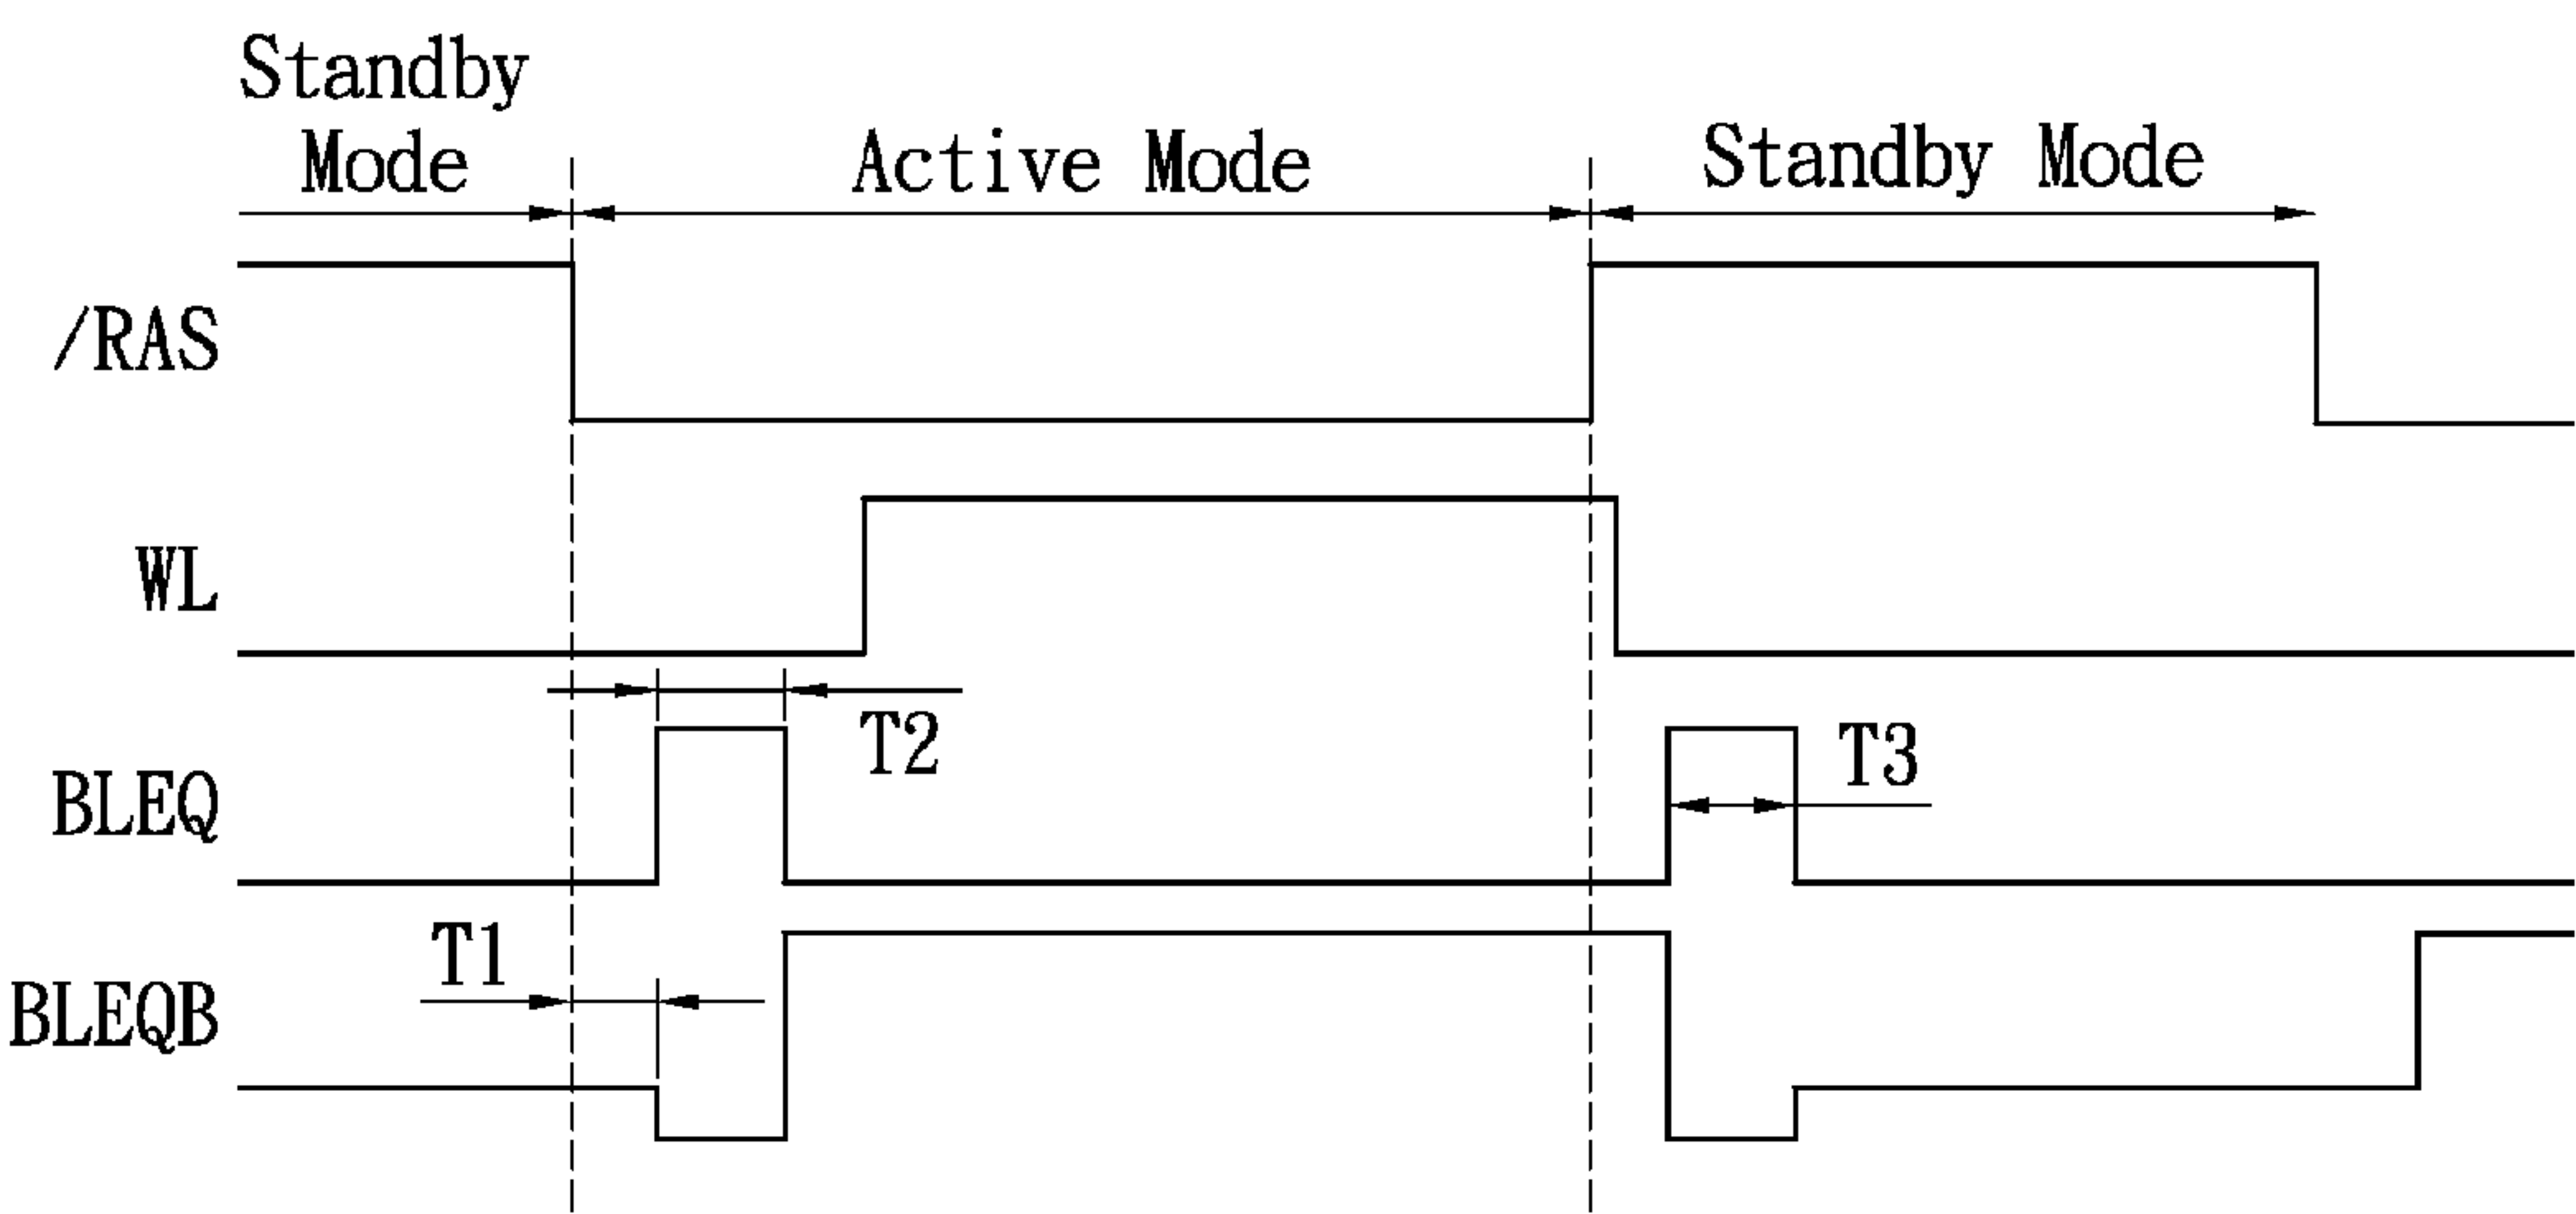 Standby
Mode
Active Mode
Standby Mode
/RAS
WL
T2
BLEQ
T3
T1
BLEQB